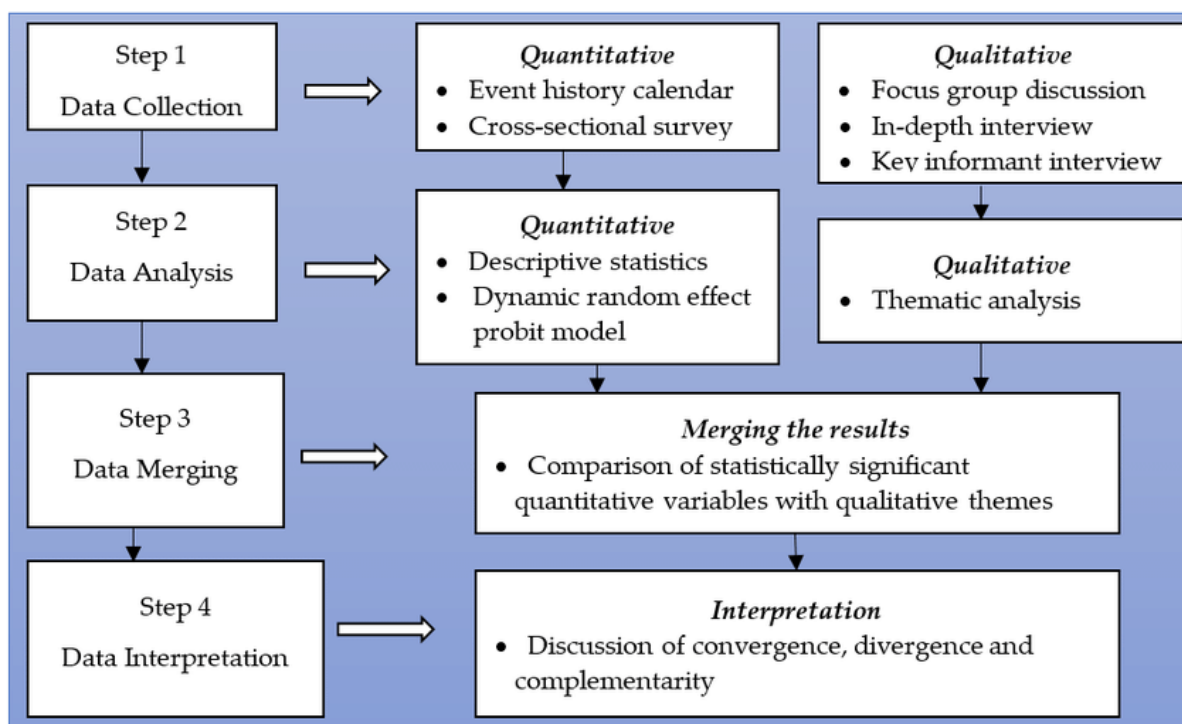 Step 1
Data Collection
Quantitative
• Event history calendar
• Cross-sectional survey
Qualitative
• Focus group discussion
• In-depth interview
• Key informant interview
Step 2
Data Analysis
Quantitative
• Descriptive statistics
• Dynamic random effect
probit model
Qualitative
• Thematic analysis
Step 3
Data Merging
Merging the results
• Comparison of statistically significant
quantitative variables with qualitative themes
Step 4
Data Interpretation
Interpretation
• Discussion of convergence, divergence and
complementarity